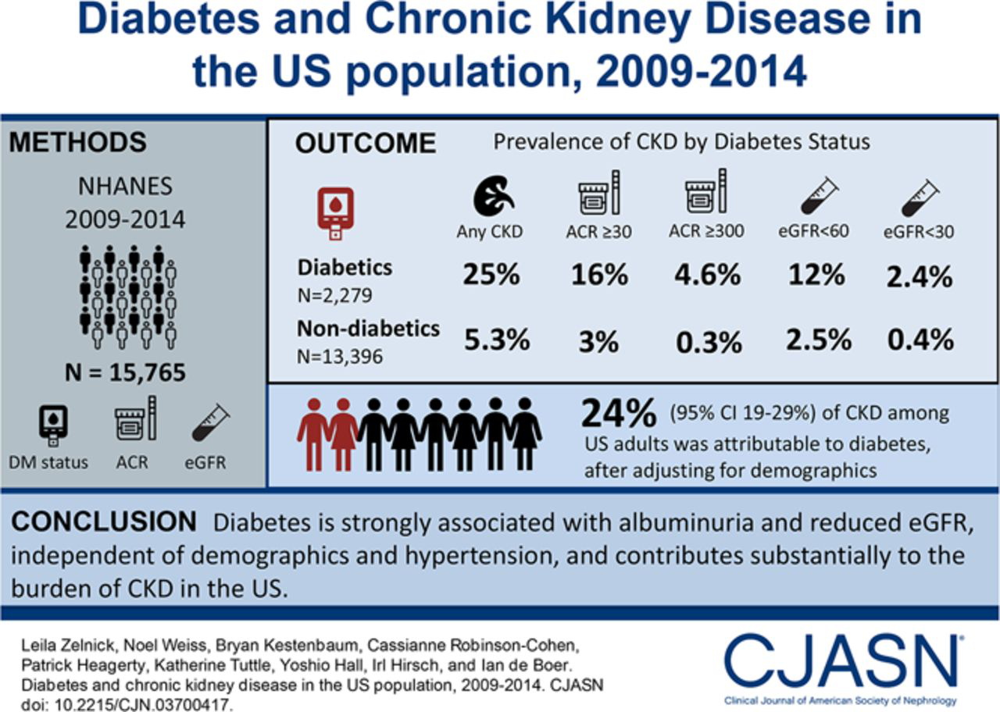 Diabetes and Chronic Kidney Disease in
the US population, 2009-2014
METHODS
NHANES
2009-2014
N = 15,765
DM status ACR eGFR
OUTCOME Prevalence of CKD by Diabetes Status
Any CKD ACR ≥30 ACR ≥300 eGFR<60 eGFR<30
Diabetics
N=2,279
25% 16% 4.6% 12% 2.4%
Non-diabetics
N=13,396
5.3% 3% 0.3% 2.5% 0.4%
24% (95% CI 19-29%) of CKD among
US adults was attributable to diabetes,
after adjusting for demographics
CONCLUSION Diabetes is strongly associated with albuminuria and reduced eGFR,
independent of demographics and hypertension, and contributes substantially to the
burden of CKD in the US.
Leila Zelnick, Noel Weiss, Bryan Kestenbaum, Cassianne Robinson-Cohen,
Patrick Heagerty, Katherine Tuttle, Yoshio Hall, Irl Hirsch, and Ian de Boer.
Diabetes and chronic kidney disease in the US population, 2009-2014. CJASN
doi: 10.2215/CJN.03700417.
CJASN
Clinical Journal of American Society of Nephrology